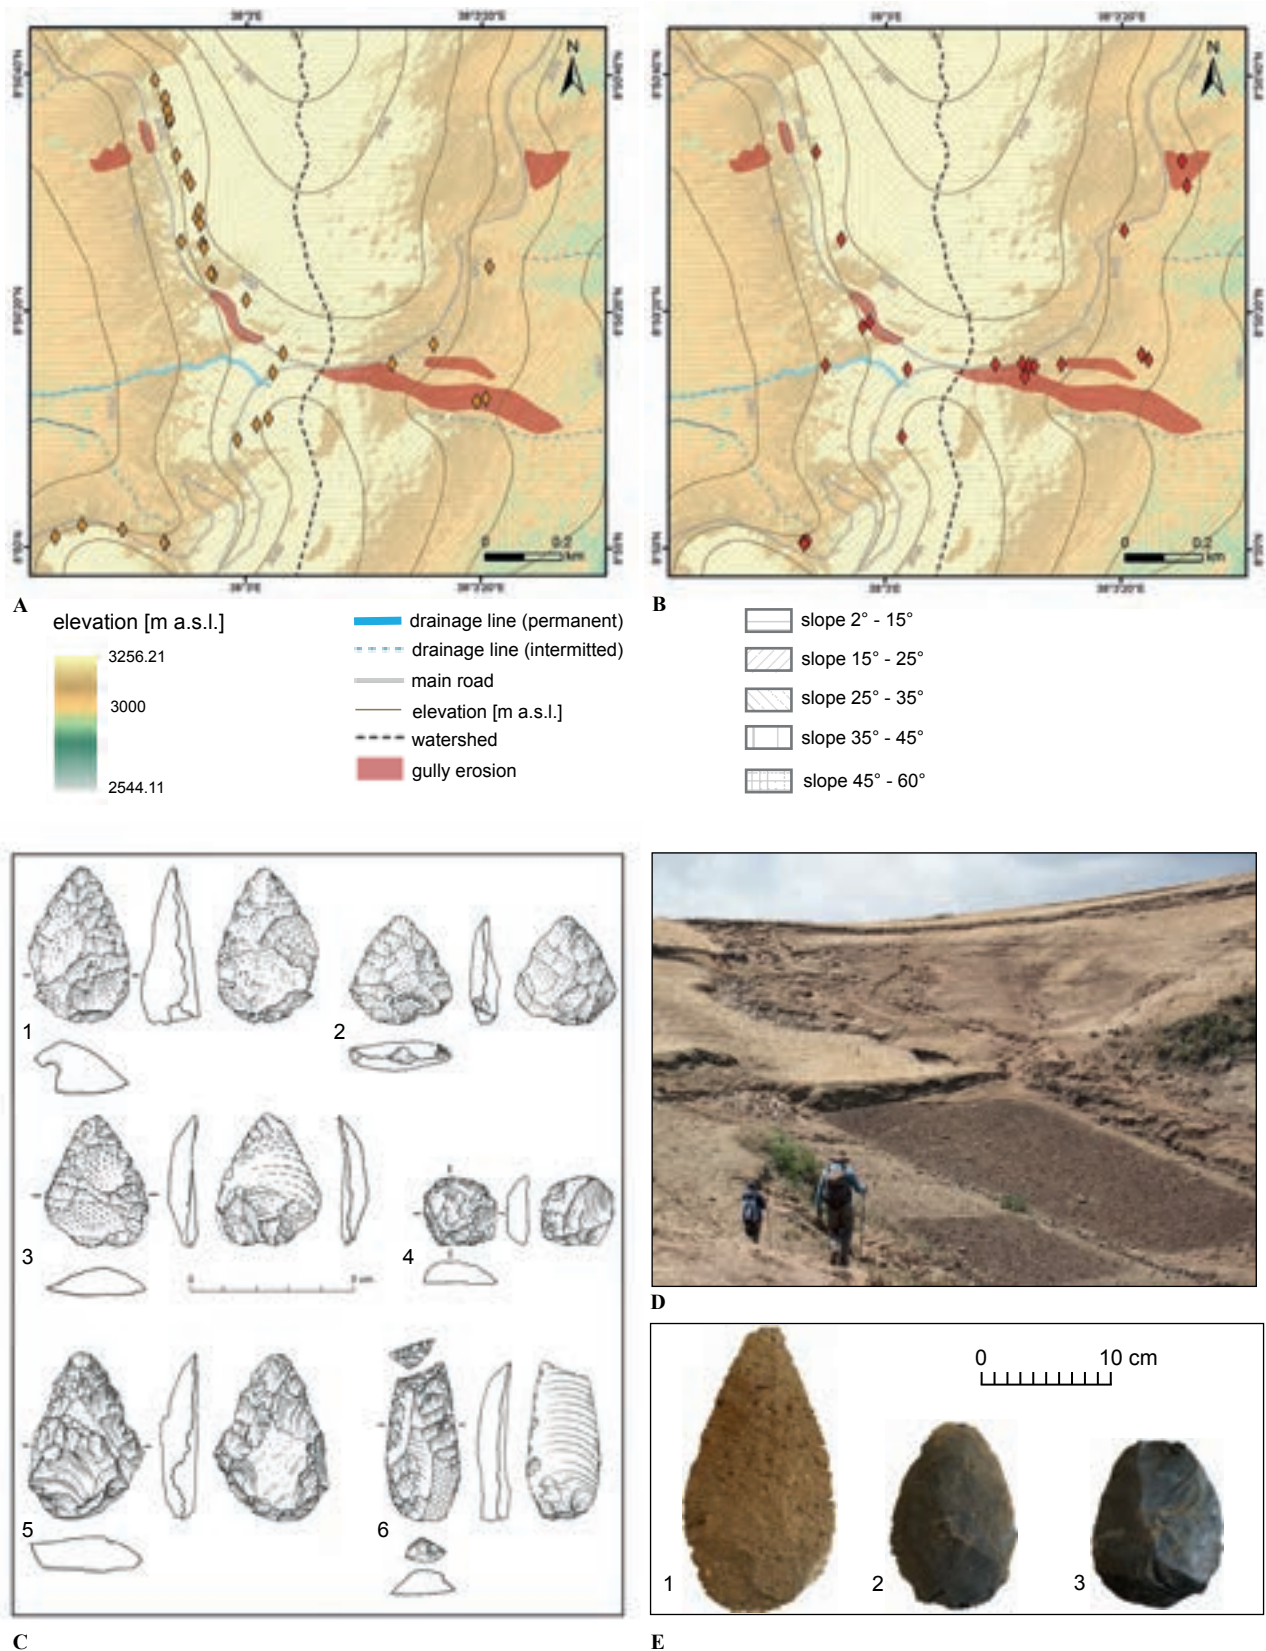 N
N
0 0.2
km
0 0.2
km
A
B
elevation [m a.s.l.]
3256.21
3000
2544.11
drainage line (permanent)
drainage line (intermitted)
main road
elevation [m a.s.l.]
watershed
gully erosion
slope 2° - 15°
slope 15° - 25°
slope 25° - 35°
slope 35° - 45°
slope 45° - 60°
1
2
3
4
5
6
C
D
0 10 cm
1
2
3
E